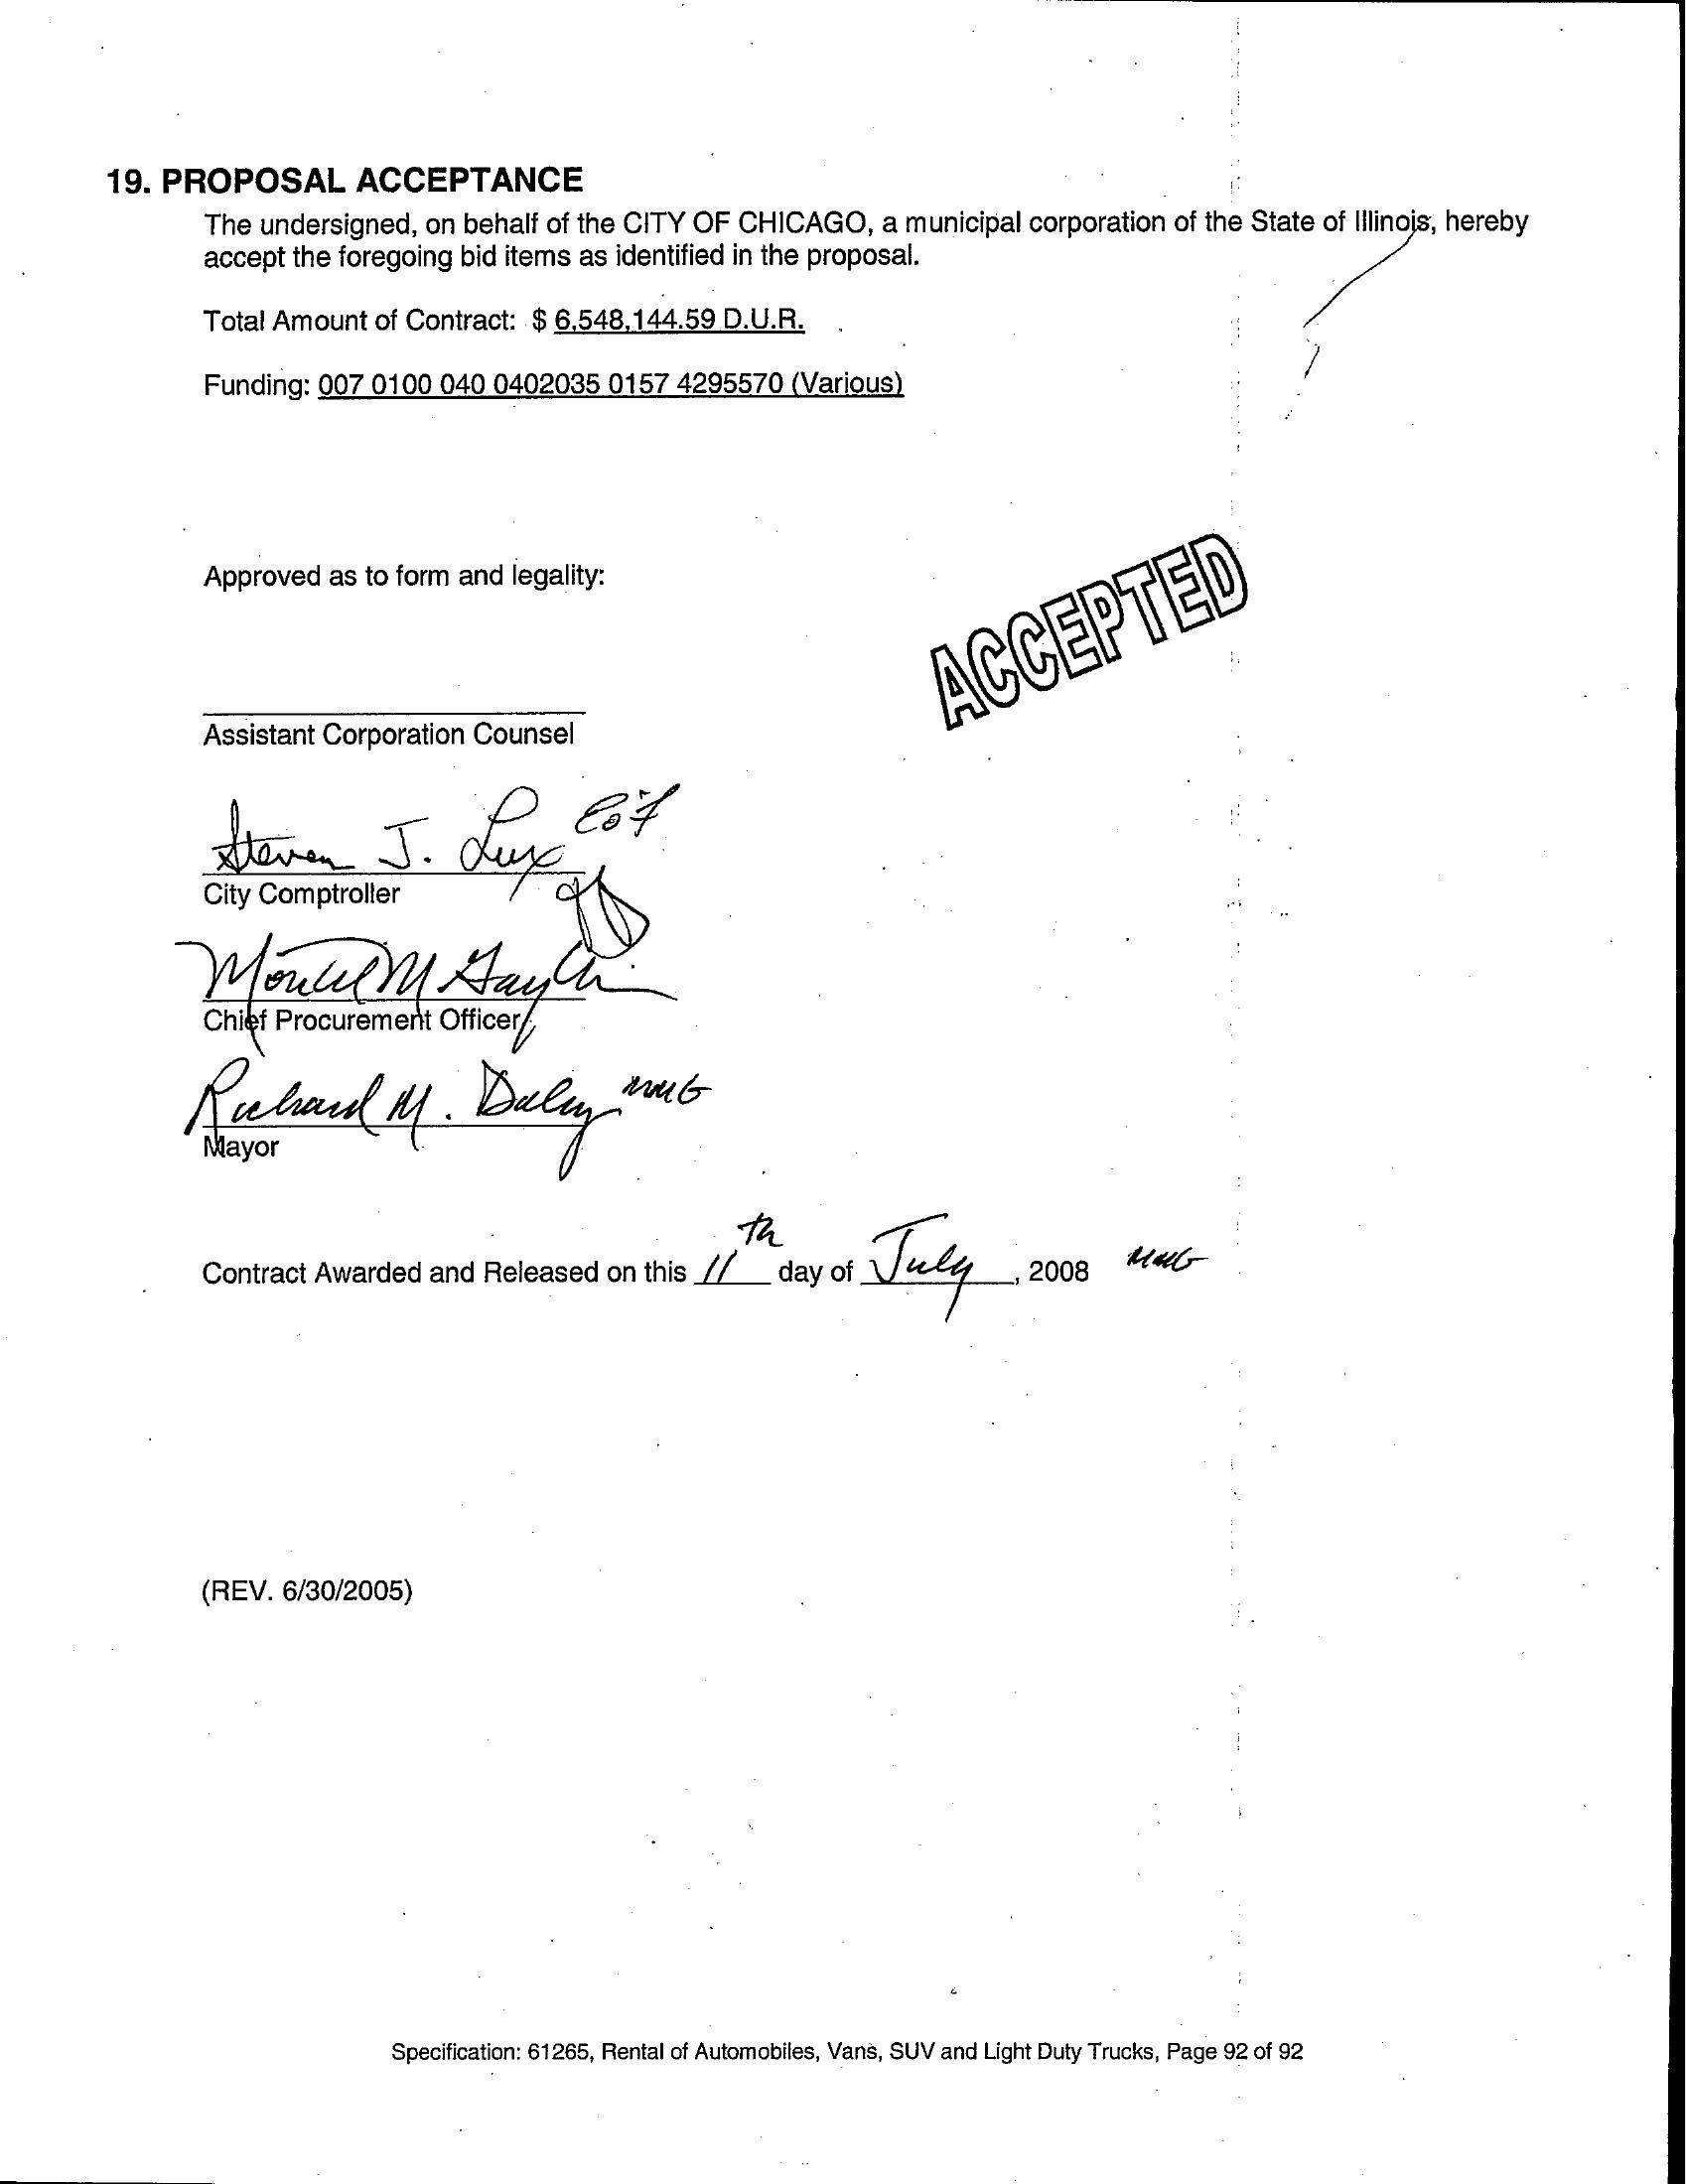 19. PROPOSAL ACCEPTANCE
The undersigned, on behalf of the CITY OF CHICAGO, a municipal corporation of the State of Illinois, hereby
accept the foregoing bid items as identified in the proposal.
Total Amount of Contract: $ 6,548,144.59 D.U.R.
Funding: 007 0100 040 0402035 0157 4295570 (Various)
Approved as to form and legality:
ACCEPTED
Assistant Corporation Counsel
Steven J. Lux
City Comptroller
Chief Procurement Officer
Richard M. Daley MMG
Mayor
Contract Awarded and Released on this 11th day of July, 2008 MMG
(REV. 6/30/2005)
Specification: 61265, Rental of Automobiles, Vans, SUV and Light Duty Trucks, Page 92 of 92